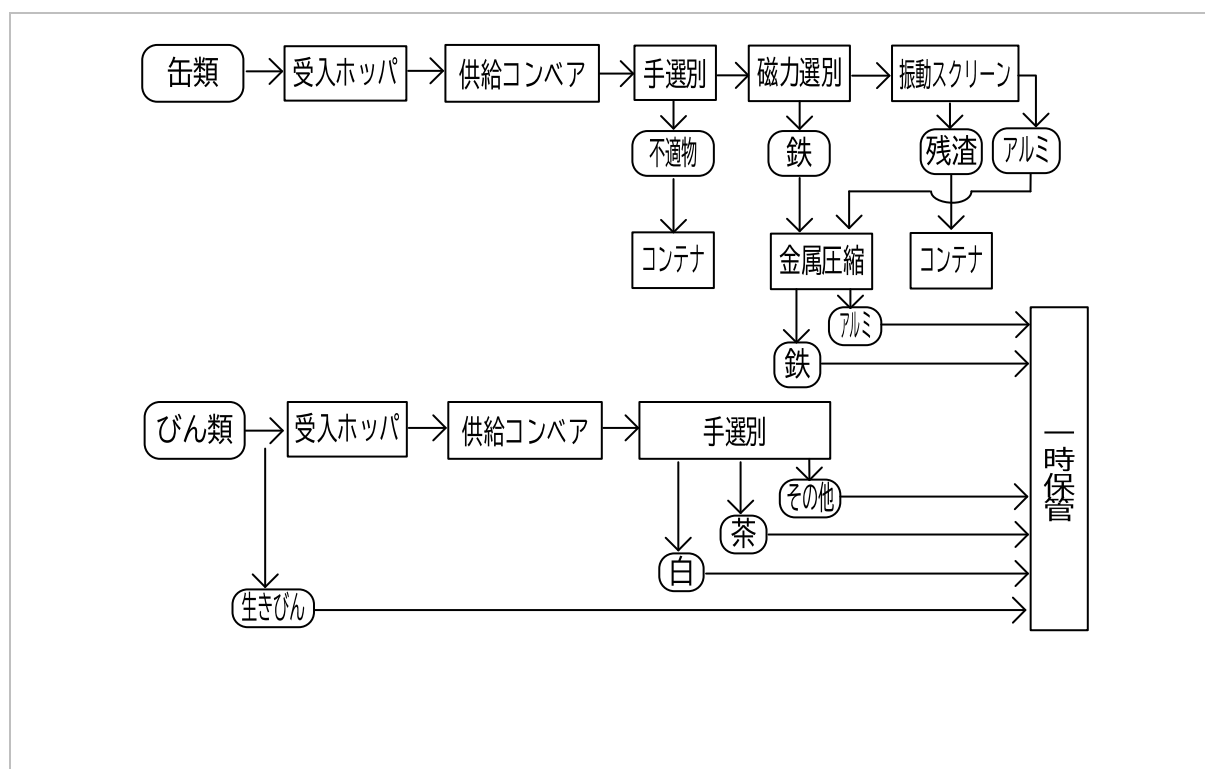 缶類
受入ホッパ
供給コンベア
手選別
磁力選別
振動スクリーン
不適物
鉄
残渣
アルミ
コンテナ
金属圧縮
コンテナ
アルミ
鉄
びん類
受入ホッパ
供給コンベア
手選別
その他
茶
白
生きびん
一時保管